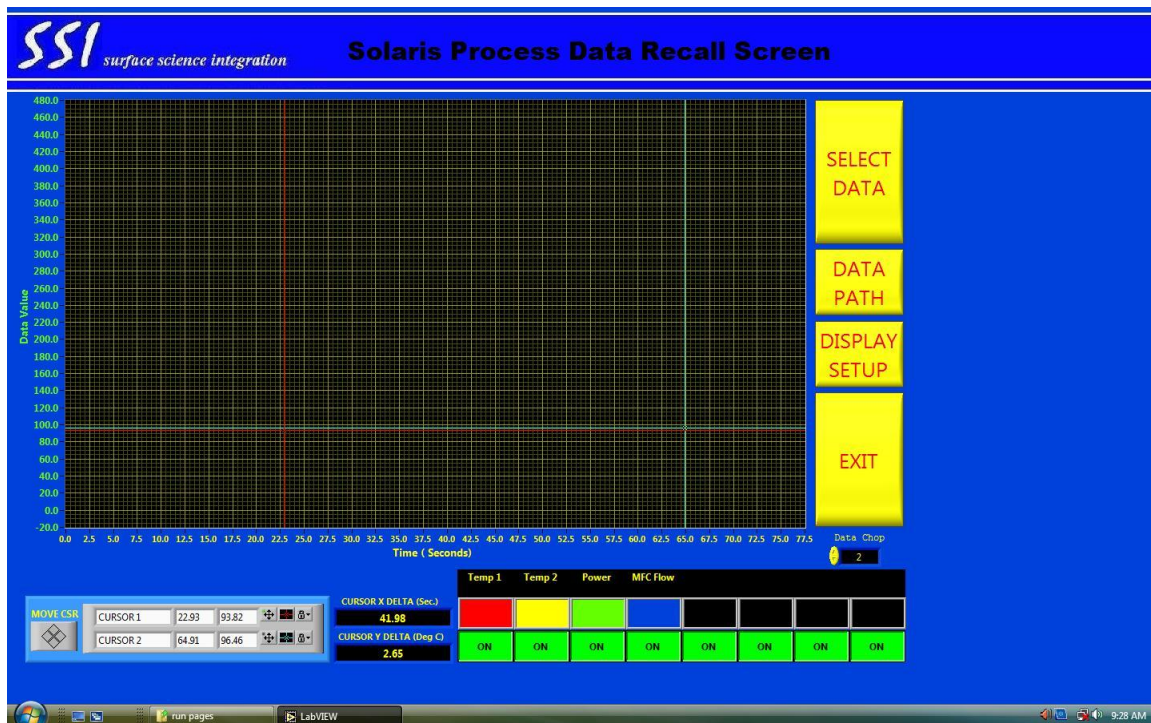 SSI surface science integration
Solaris Process Data Recall Screen
480.0
460.0
440.0
420.0
400.0
380.0
360.0
340.0
320.0
300.0
280.0
260.0
240.0
220.0
200.0
180.0
160.0
140.0
120.0
100.0
80.0
60.0
40.0
20.0
0.0
-20.0
Data Value
0.0 2.5 5.0 7.5 10.0 12.5 15.0 17.5 20.0 22.5 25.0 27.5 30.0 32.5 35.0 37.5 40.0 42.5 45.0 47.5 50.0 52.5 55.0 57.5 60.0 62.5 65.0 67.5 70.0 72.5 75.0 77.5
Time ( Seconds)
SELECT
DATA
DATA
PATH
DISPLAY
SETUP
EXIT
Data Chop
2
Temp 1 Temp 2 Power MFC Flow
MOVE CSR
CURSOR 1 22.93 93.82
CURSOR 2 64.91 96.46
CURSOR X DELTA (Sec.)
41.98
CURSOR Y DELTA (Deg C)
2.65
ON ON ON ON ON ON ON ON
run pages
LabVIEW
9:28 AM